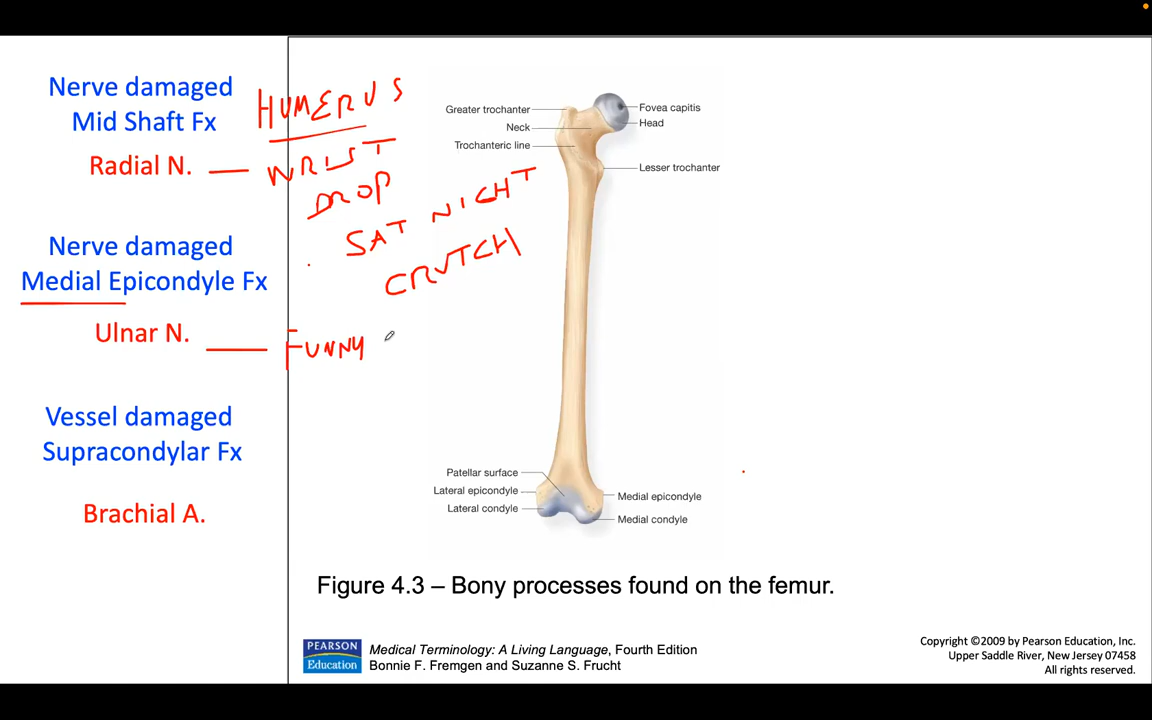 Nerve damaged
Mid Shaft Fx
Radial N.
HUMERUS
WRIST
DROP
SAT NIGHT
CRUTCH
Nerve damaged
Medial Epicondyle Fx
Ulnar N.
FUNNY
Vessel damaged
Supracondylar Fx
Brachial A.
Greater trochanter
Neck
Trochanteric line
Fovea capitis
Head
Lesser trochanter
Patellar surface
Lateral epicondyle
Lateral condyle
Medial epicondyle
Medial condyle
Figure 4.3 – Bony processes found on the femur.
PEARSON
Education
Medical Terminology: A Living Language, Fourth Edition
Bonnie F. Fremgen and Suzanne S. Frucht
Copyright ©2009 by Pearson Education, Inc.
Upper Saddle River, New Jersey 07458
All rights reserved.